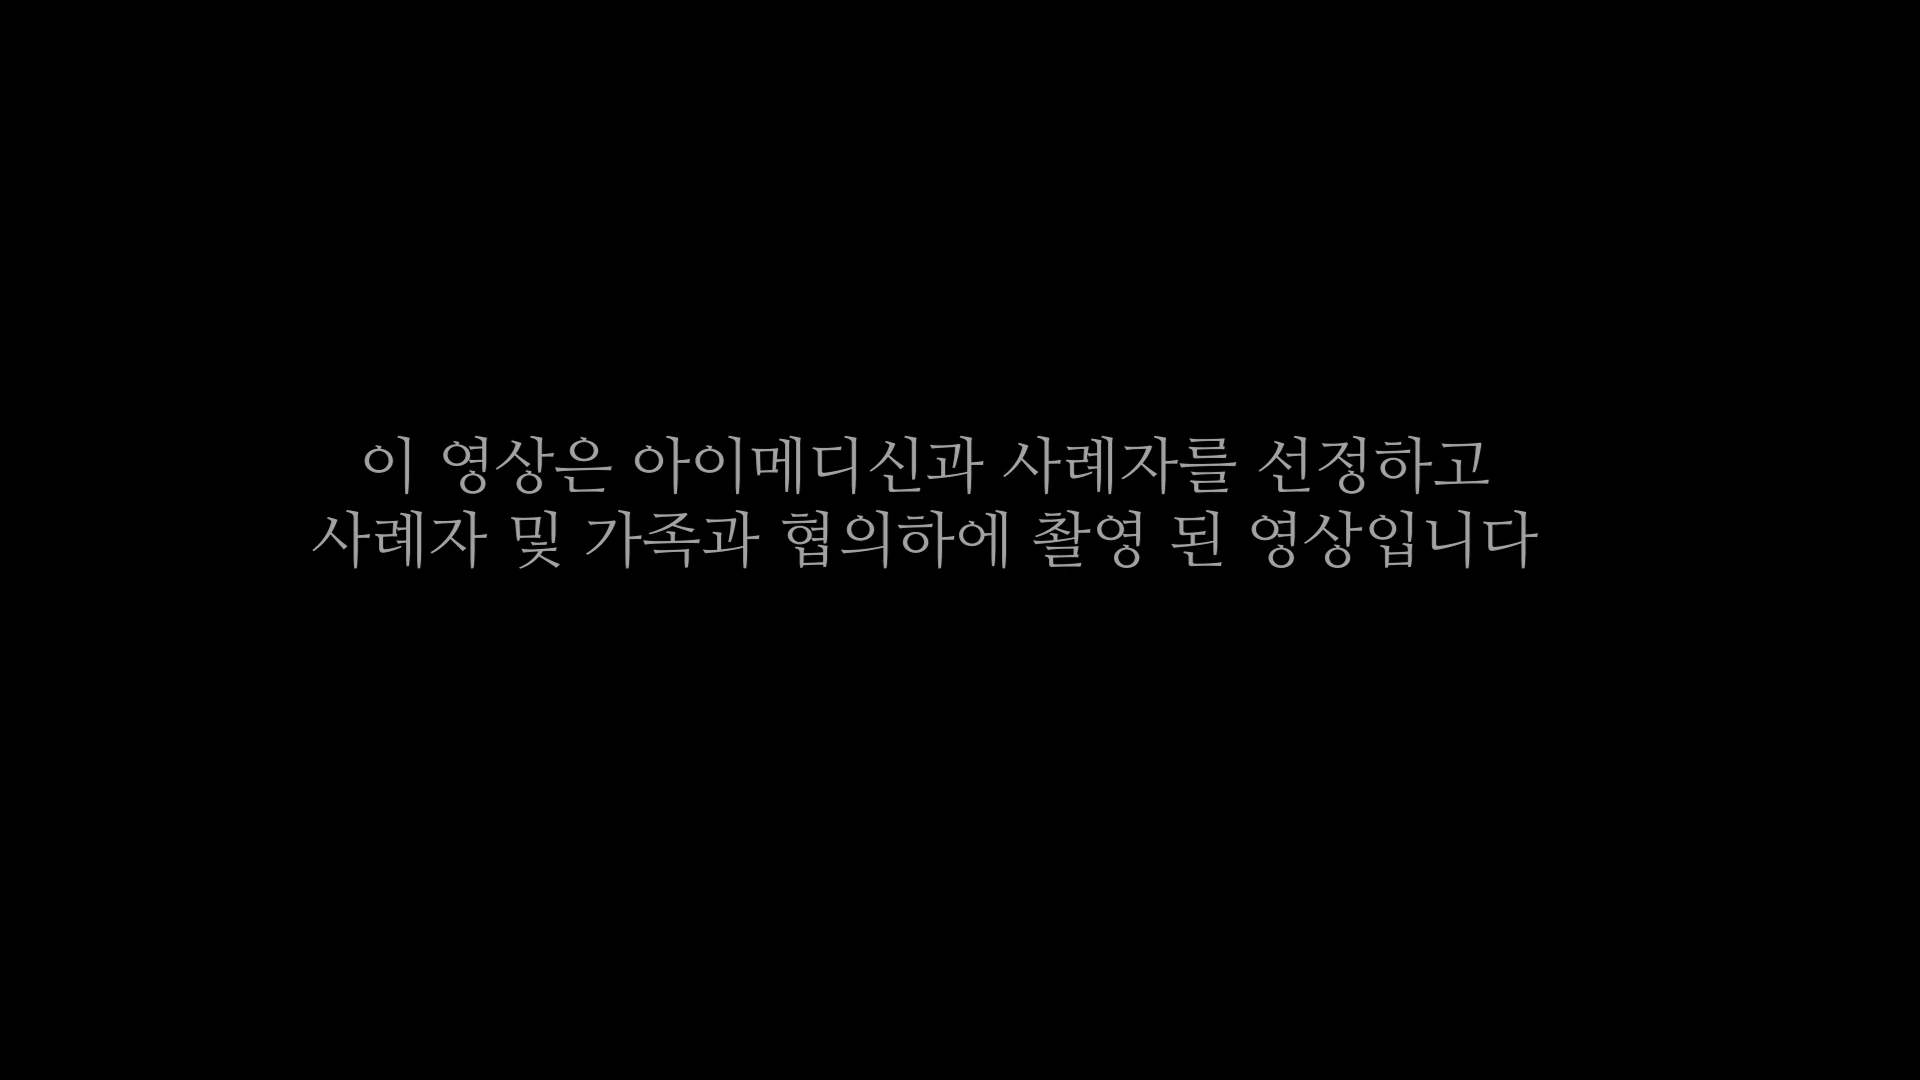 이 영상은 아이메디신과 사례자를 선정하고
사례자 및 가족과 협의하에 촬영 된 영상입니다